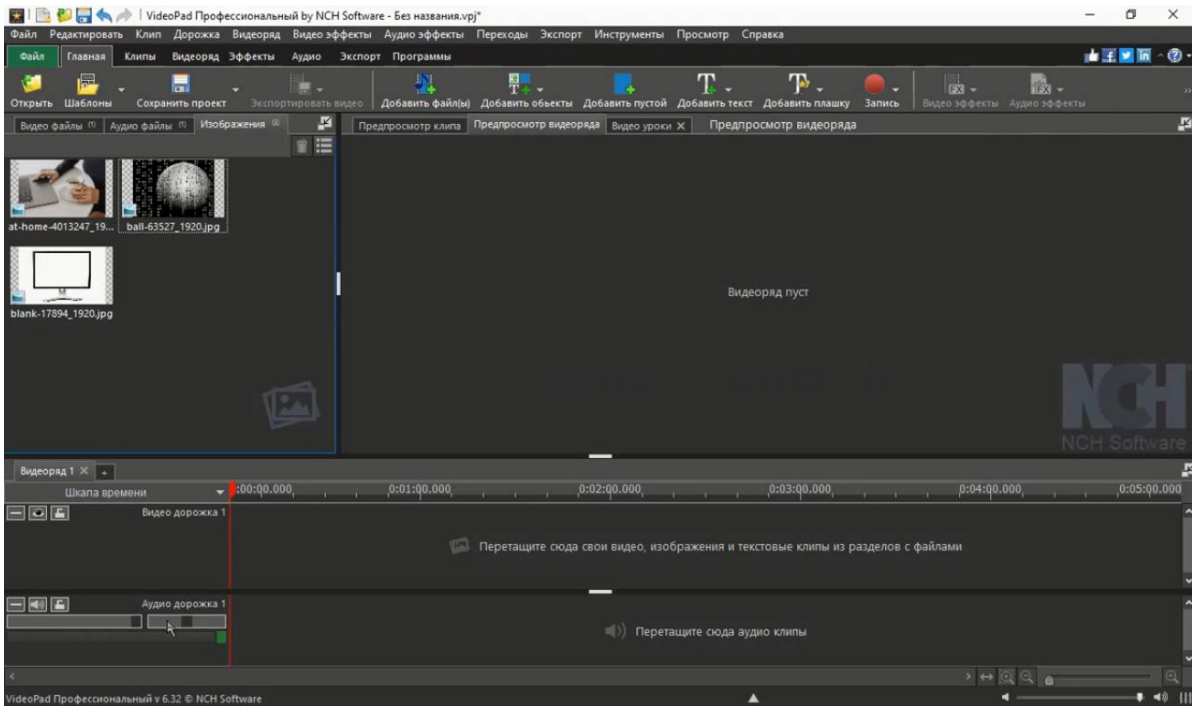 VideoPad Профессиональный by NCH Software - Без названия.vpj*
Файл Редактировать Клип Дорожка Видеоряд Видео эффекты Аудио эффекты Переходы Экспорт Инструменты Просмотр Справка
Файл Главная Клипы Видеоряд Эффекты Аудио Экспорт Программы
Открыть Шаблоны Сохранить проект Экспортировать видео Добавить файл(ы) Добавить объекты Добавить пустой Добавить текст Добавить плашку Запись Видео эффекты Аудио эффекты
Видео файлы (1) Аудио файлы (1) Изображения Предпросмотр клипа Предпросмотр видеоряда Видео уроки Предпросмотр видеоряда
at-home-4013247_19... ball-63527_1920.jpg
blank-17894_1920.jpg
Видеоряд пуст
NCH
NCH Software
Видеоряд 1
Шкала времени 0:00:00.000 0:01:00.000 0:02:00.000 0:03:00.000 0:04:00.000 0:05:00.000
Видео дорожка 1
Перетащите сюда свои видео, изображения и текстовые клипы из разделов с файлами
Аудио дорожка 1
Перетащите сюда аудио клипы
VideoPad Профессиональный v 6.32 © NCH Software